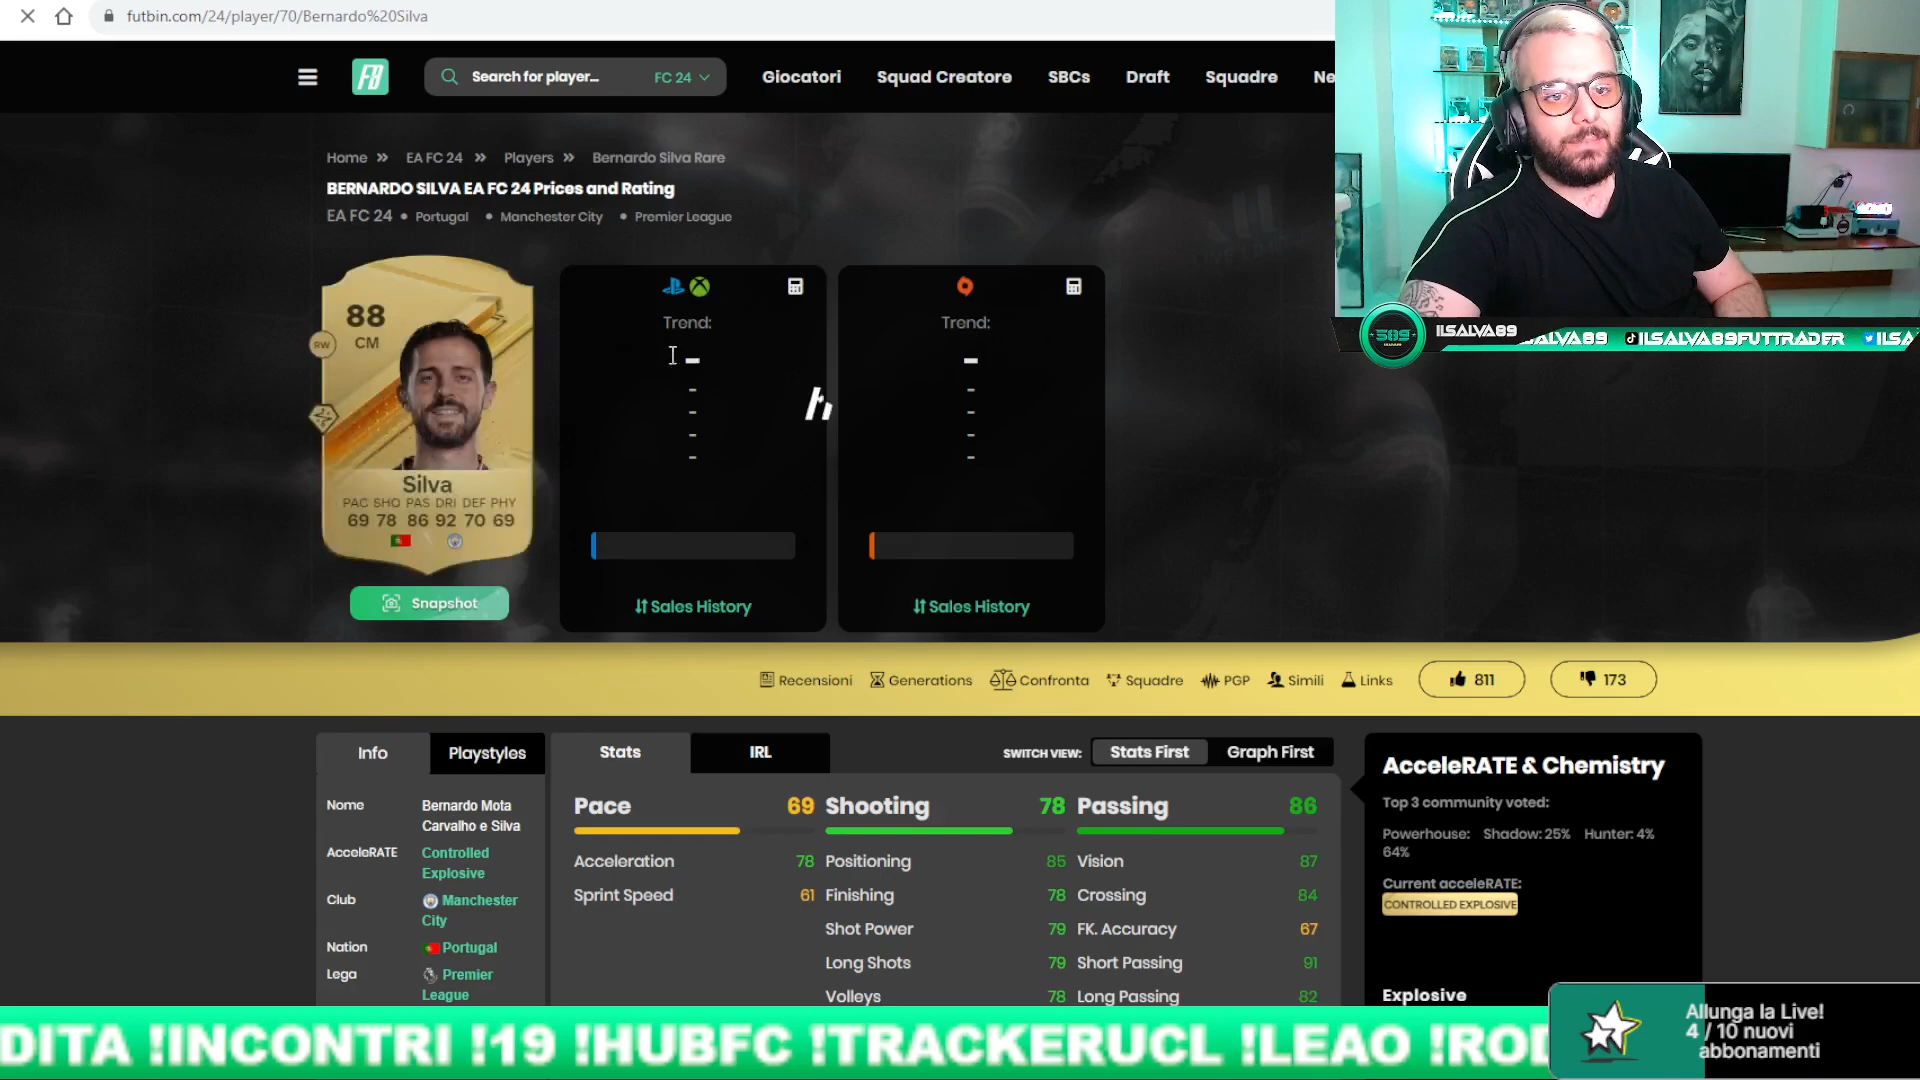 futbin.com/24/player/70/Bernardo%20Silva
Search for player... FC 24
Giocatori Squad Creatore SBCs Draft Squadre Ne
Home » EA FC 24 » Players » Bernardo Silva Rare
BERNARDO SILVA EA FC 24 Prices and Rating
EA FC 24 • Portugal • Manchester City • Premier League
88
CM
RW
Silva
PAC SHO PAS DRI DEF PHY
69 78 86 92 70 69
Snapshot
Trend:
-
-
-
-
-
Sales History
Trend:
-
-
-
-
-
Sales History
S89
ILSALVA89
ALVA89 ILSALVA89FUTTRADER ILSA
Recensioni Generations Confronta Squadre PGP Simili Links 811 173
Info Playstyles
Nome Bernardo Mota
Carvalho e Silva
AcceleRATE Controlled
Explosive
Club Manchester
City
Nation Portugal
Lega Premier
League
Stats IRL
SWITCH VIEW: Stats First Graph First
Pace 69
Acceleration 78
Sprint Speed 61
Shooting 78
Positioning 85
Finishing 78
Shot Power 79
Long Shots 79
Volleys 78
Passing 86
Vision 87
Crossing 84
FK. Accuracy 67
Short Passing 91
Long Passing 82
AcceleRATE & Chemistry
Top 3 community voted:
Powerhouse: Shadow: 25% Hunter: 4%
64%
Current acceleRATE:
CONTROLLED EXPLOSIVE
Explosive
DITA !INCONTRI !19 !HUBFC !TRACKERUCL !LEAO !ROD
Allunga la Live!
4 / 10 nuovi
abbonamenti